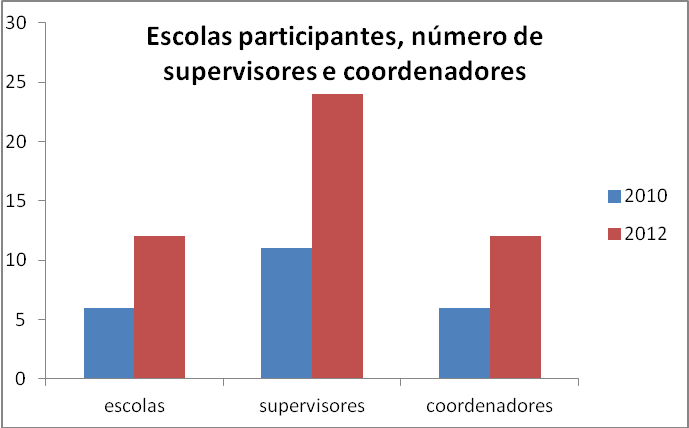 Escolas participantes, número de
supervisores e coordenadores
30
25
20
15
10
5
0
escolas
supervisores
coordenadores
2010
2012